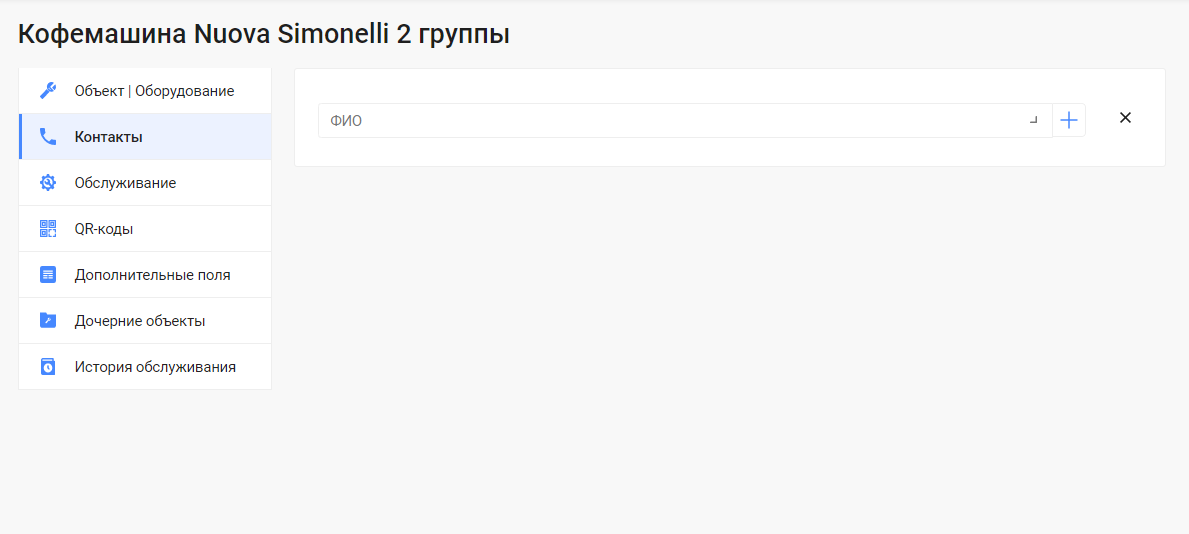 Кофемашина Nuova Simonelli 2 группы
Объект | Оборудование
Контакты
Обслуживание
QR-коды
Дополнительные поля
Дочерние объекты
История обслуживания
ФИО